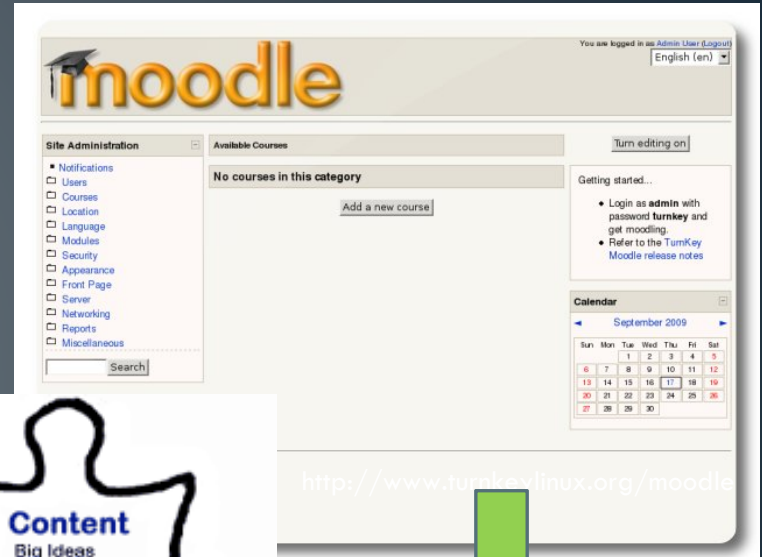 You are logged in as Admin User (Logout)
English (en)
moodle
Site Administration
Notifications
Users
Courses
Location
Language
Modules
Security
Appearance
Front Page
Server
Networking
Reports
Miscellaneous
Search
Available Courses
No courses in this category
Add a new course
Turn editing on
Getting started...
Login as admin with
password turnkey and
get moodling.
Refer to the TurnKey
Moodle release notes
Calendar
September 2009
Sun Mon Tue Wed Thu Fri Sat
1 2 3 4 5
6 7 8 9 10 11 12
13 14 15 16 17 18 19
20 21 22 23 24 25 26
27 28 29 30
http://www.turnkeylinux.org/moodle
Content
Big Ideas